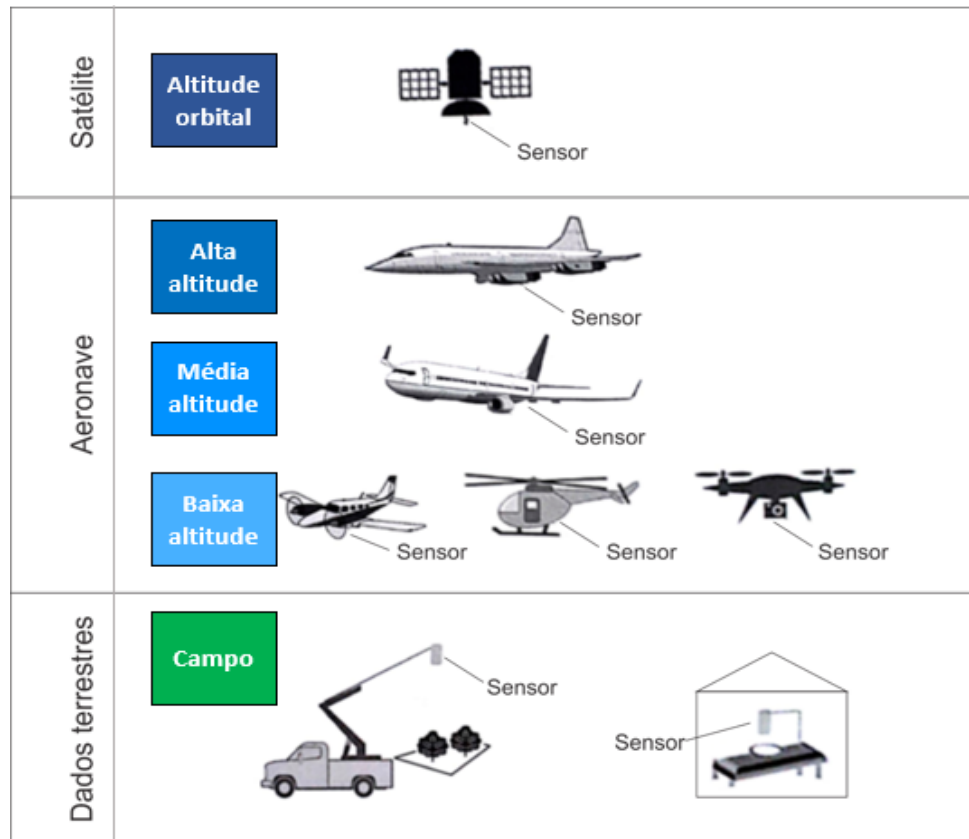 Satélite
Altitude
orbital
Sensor
Aeronave
Alta
altitude
Sensor
Média
altitude
Sensor
Baixa
altitude
Sensor
Sensor
Sensor
Dados terrestres
Campo
Sensor
Sensor